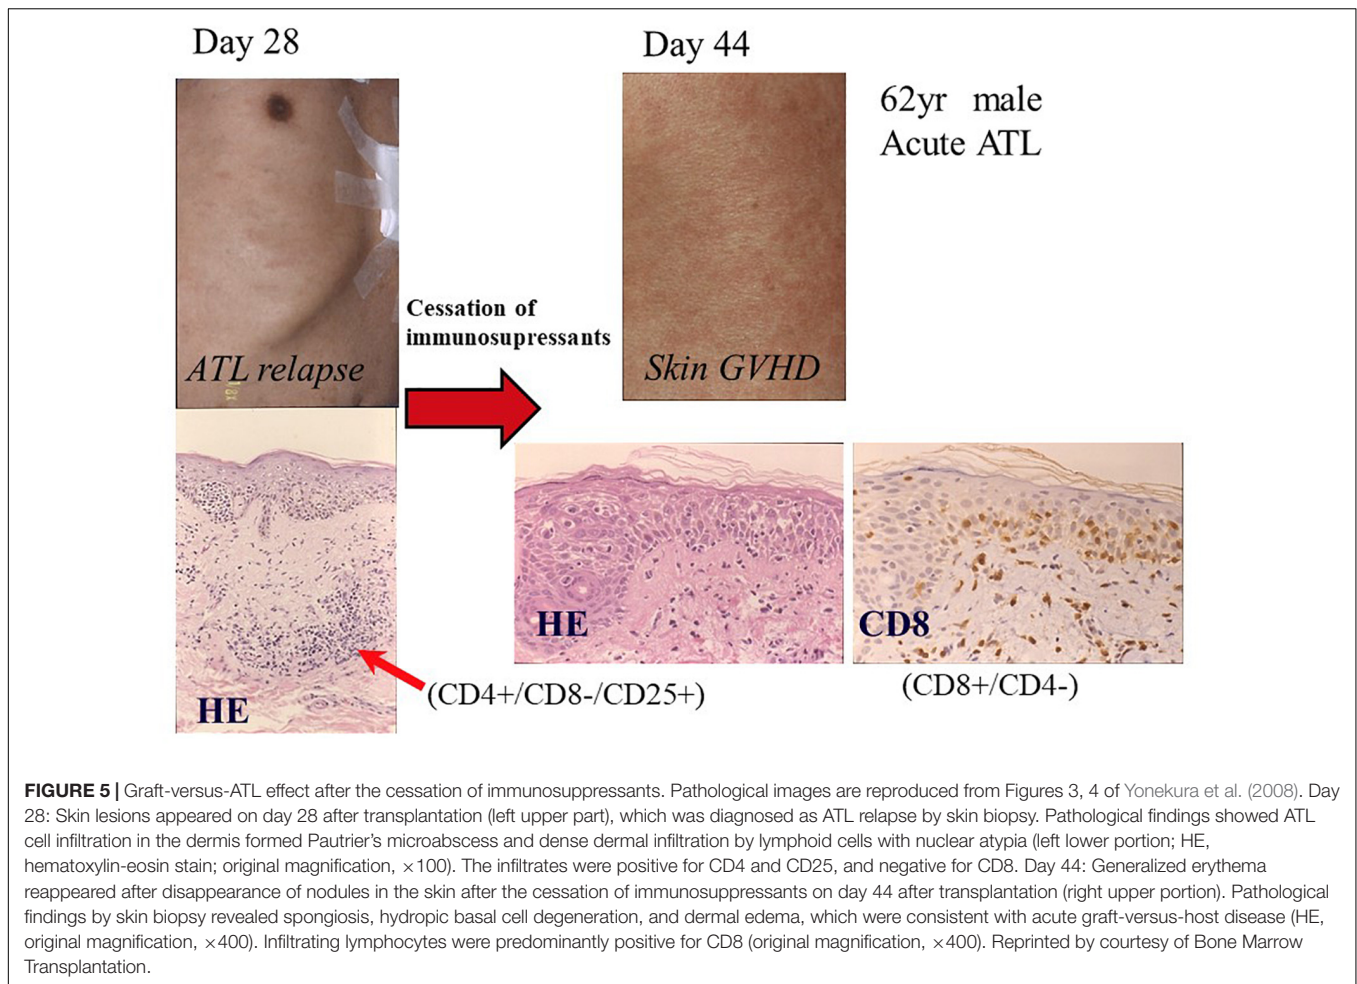 Day 28
Day 44
62yr male
Acute ATL
Cessation of
immunosupressants
ATL relapse
Skin GVHD
HE
HE
CD8
(CD4+/CD8-/CD25+)
(CD8+/CD4-)
FIGURE 5 | Graft-versus-ATL effect after the cessation of immunosuppressants. Pathological images are reproduced from Figures 3, 4 of Yonekura et al. (2008). Day
28: Skin lesions appeared on day 28 after transplantation (left upper part), which was diagnosed as ATL relapse by skin biopsy. Pathological findings showed ATL
cell infiltration in the dermis formed Pautrier's microabscess and dense dermal infiltration by lymphoid cells with nuclear atypia (left lower portion; HE,
hematoxylin-eosin stain; original magnification, ×100). The infiltrates were positive for CD4 and CD25, and negative for CD8. Day 44: Generalized erythema
reappeared after disappearance of nodules in the skin after the cessation of immunosuppressants on day 44 after transplantation (right upper portion). Pathological
findings by skin biopsy revealed spongiosis, hydropic basal cell degeneration, and dermal edema, which were consistent with acute graft-versus-host disease (HE,
original magnification, ×400). Infiltrating lymphocytes were predominantly positive for CD8 (original magnification, ×400). Reprinted by courtesy of Bone Marrow
Transplantation.